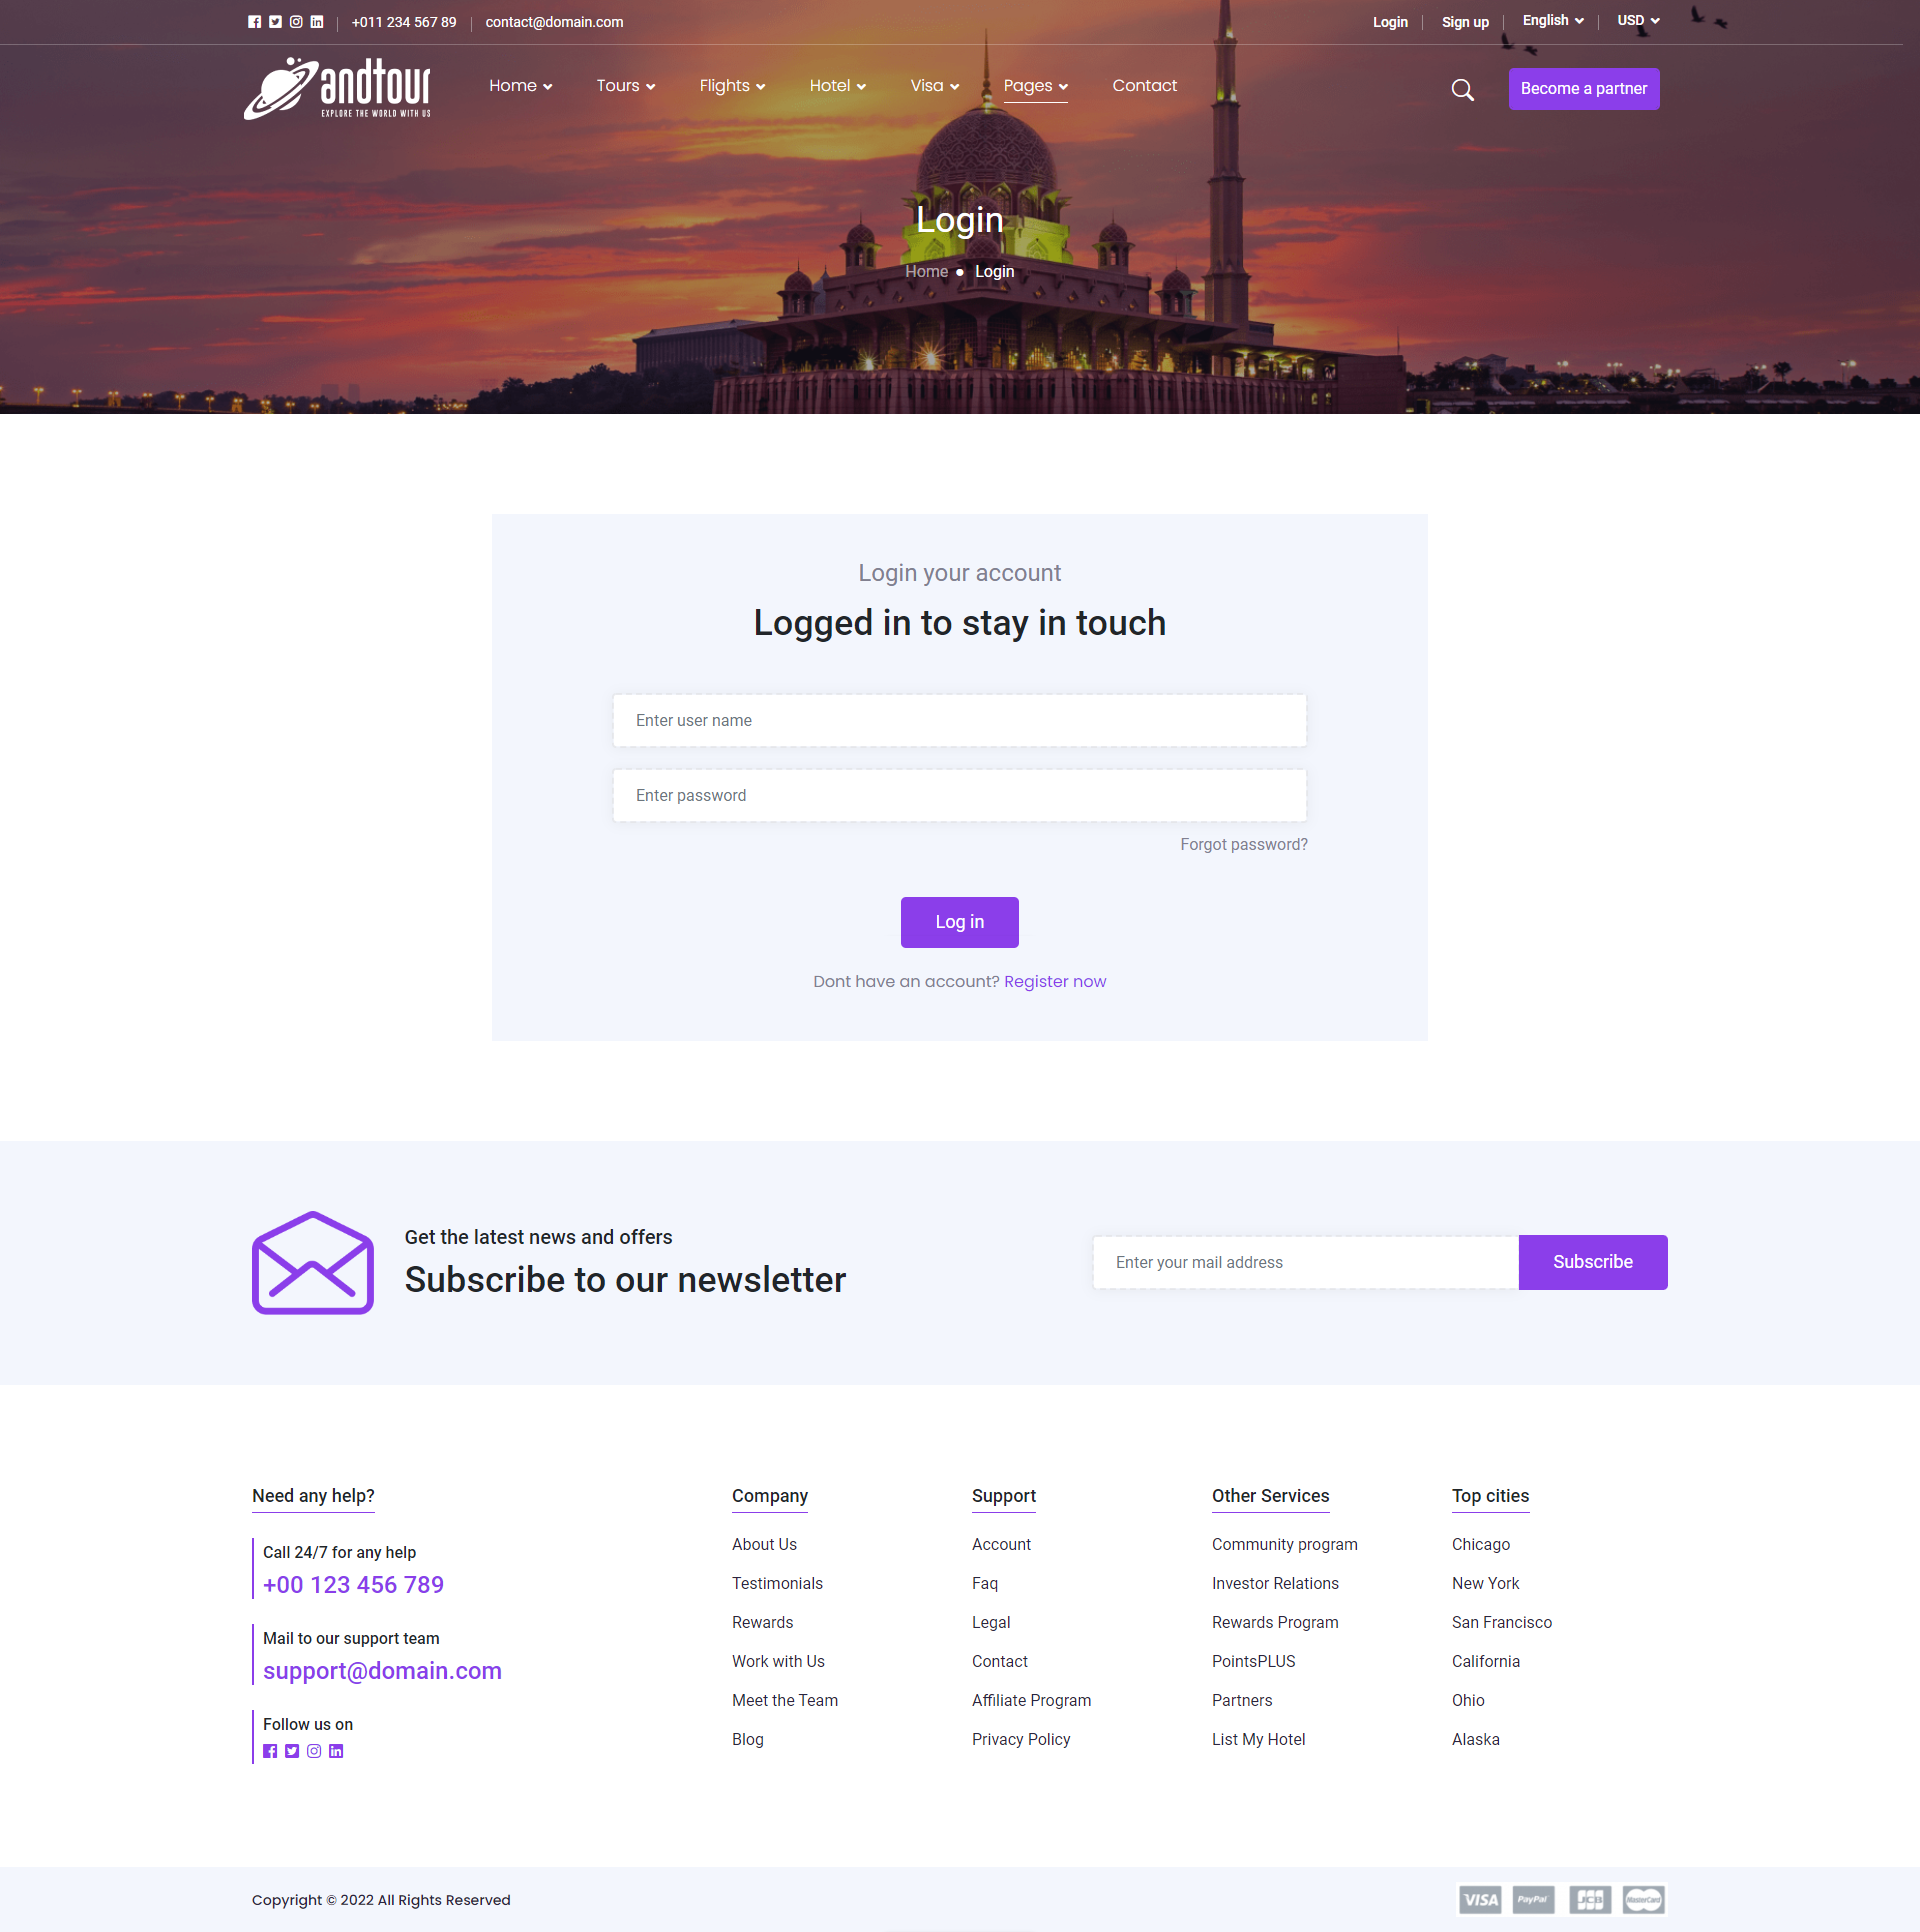 +011 234 567 89
contact@domain.com
Login
Sign up
English
USD
andtour
EXPLORE THE WORLD WITH US
Home
Tours
Flights
Hotel
Visa
Pages
Contact
Become a partner
Login
Home ● Login
Login your account
Logged in to stay in touch
Enter user name
Enter password
Forgot password?
Log in
Dont have an account? Register now
Get the latest news and offers
Subscribe to our newsletter
Enter your mail address
Subscribe
Need any help?
Call 24/7 for any help
+00 123 456 789
Mail to our support team
support@domain.com
Follow us on
Company
About Us
Testimonials
Rewards
Work with Us
Meet the Team
Blog
Support
Account
Faq
Legal
Contact
Affiliate Program
Privacy Policy
Other Services
Community program
Investor Relations
Rewards Program
PointsPLUS
Partners
List My Hotel
Top cities
Chicago
New York
San Francisco
California
Ohio
Alaska
Copyright © 2022 All Rights Reserved
VISA
PayPal
JCB
MasterCard